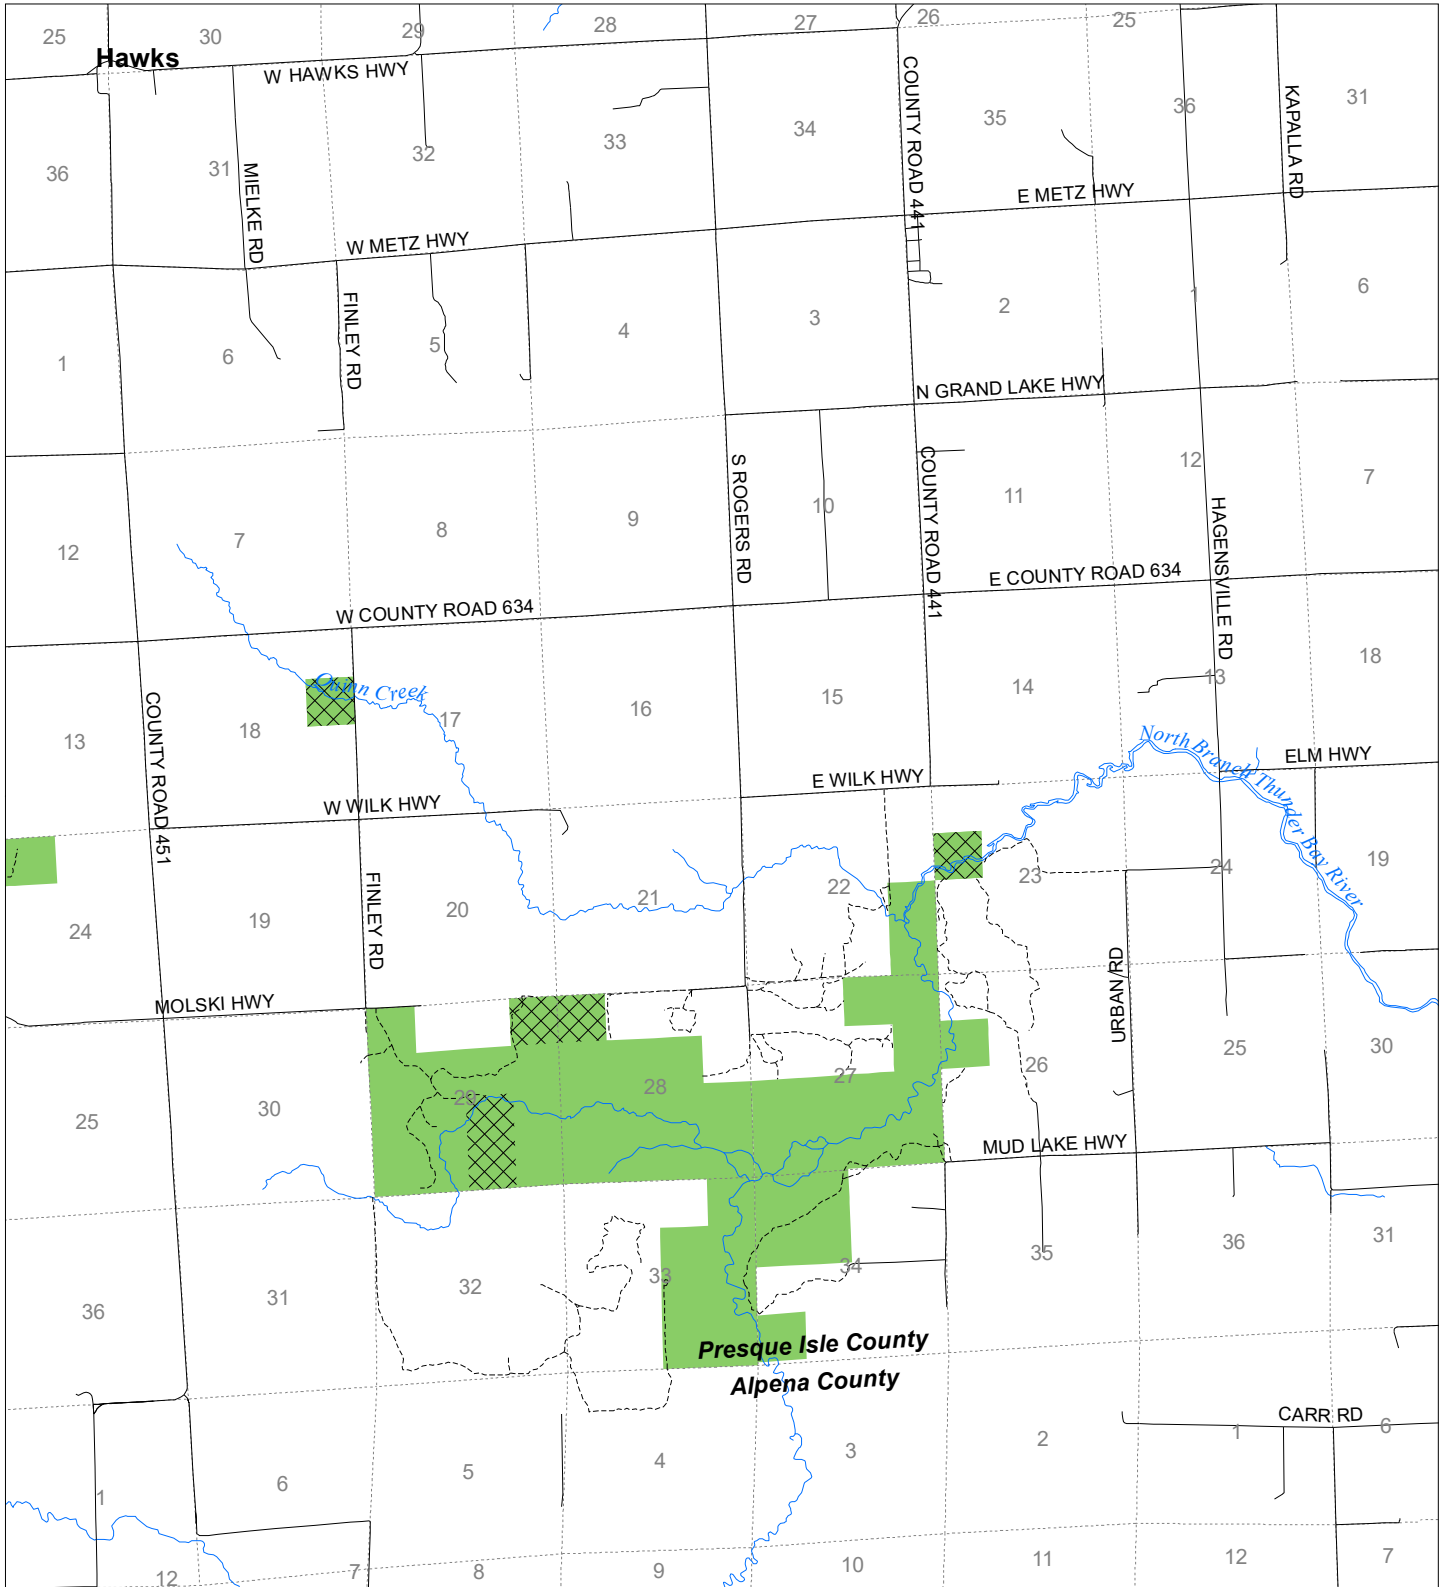 25
30
29
28
27
26
25
Hawks
W HAWKS HWY
36
31
32
33
34
35
36
31
MIELKE RD
COUNTY ROAD 441
KAPALLA RD
W METZ HWY
E METZ HWY
1
6
5
4
3
2
1
6
FINLEY RD
N GRAND LAKE HWY
12
7
8
9
10
11
12
7
S ROGERS RD
COUNTY ROAD 441
HAGENSVILLE RD
W COUNTY ROAD 634
E COUNTY ROAD 634
Quinn Creek
13
18
17
16
15
14
13
18
COUNTY ROAD 451
North Branch Thunder Bay River
W WILK HWY
E WILK HWY
ELM HWY
24
19
20
21
22
23
24
19
FINLEY RD
MOLSKI HWY
URBAN RD
25
30
29
28
27
26
25
30
MUD LAKE HWY
36
31
32
33
34
35
36
31
Presque Isle County
Alpena County
CARR RD
1
6
5
4
3
2
1
6
12
7
8
9
10
11
12
7